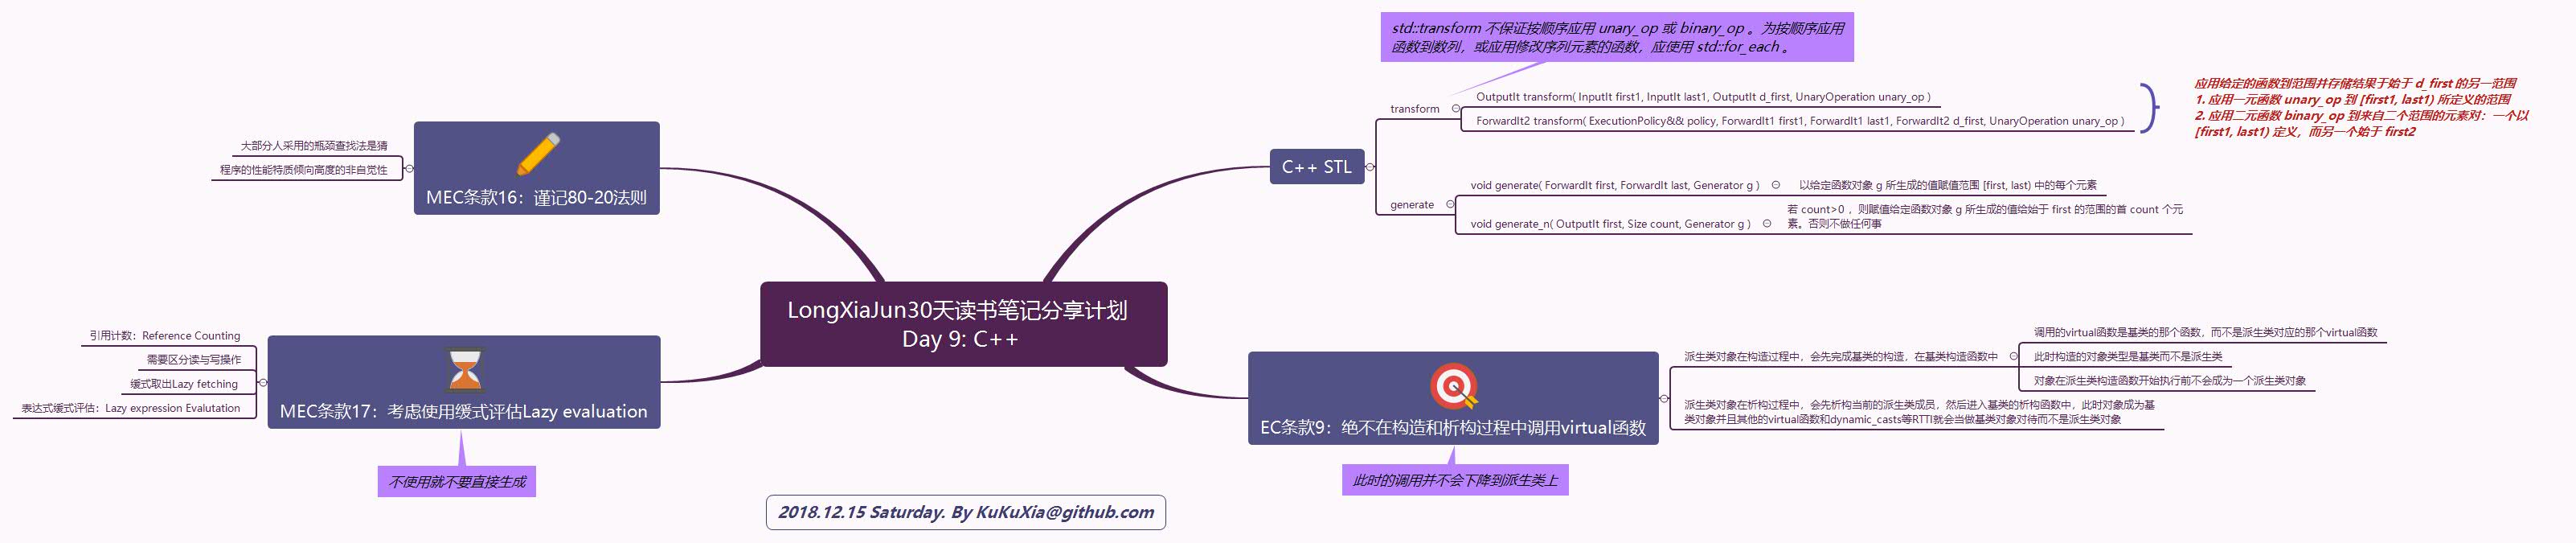 LongXiaJun30天读书笔记分享计划
Day 9: C++
C++ STL
transform
std::transform 不保证按顺序应用 unary_op 或 binary_op 。为按顺序应用
函数到数列，或应用修改序列元素的函数，应使用 std::for_each 。
OutputIt transform( InputIt first1, InputIt last1, OutputIt d_first, UnaryOperation unary_op )
ForwardIt2 transform( ExecutionPolicy&& policy, ForwardIt1 first1, ForwardIt1 last1, ForwardIt2 d_first, UnaryOperation unary_op )
应用给定的函数到范围并存储结果于始于 d_first 的另一范围
1. 应用一元函数 unary_op 到 [first1, last1) 所定义的范围
2. 应用二元函数 binary_op 到来自二个范围的元素对：一个以
[first1, last1) 定义，而另一个始于 first2
generate
void generate( ForwardIt first, ForwardIt last, Generator g )
以给定函数对象 g 所生成的值赋值范围 [first, last) 中的每个元素
void generate_n( OutputIt first, Size count, Generator g )
若 count>0 ，则赋值给定函数对象 g 所生成的值给始于 first 的范围的首 count 个元
素。否则不做任何事
EC条款9：绝不在构造和析构过程中调用virtual函数
此时的调用并不会下降到派生类上
派生类对象在构造过程中，会先完成基类的构造，在基类构造函数中
调用的virtual函数是基类的那个函数，而不是派生类对应的那个virtual函数
此时构造的对象类型是基类而不是派生类
对象在派生类构造函数开始执行前不会成为一个派生类对象
派生类对象在析构过程中，会先析构当前的派生类成员，然后进入基类的析构函数中，此时对象成为基
类对象并且其他的virtual函数和dynamic_casts等RTTI就会当做基类对象对待而不是派生类对象
MEC条款16：谨记80-20法则
大部分人采用的瓶颈查找法是猜
程序的性能特质倾向高度的非自觉性
MEC条款17：考虑使用缓式评估Lazy evaluation
不使用就不要直接生成
引用计数：Reference Counting
需要区分读与写操作
缓式取出Lazy fetching
表达式缓式评估：Lazy expression Evalutation
2018.12.15 Saturday. By KuKuXia@github.com